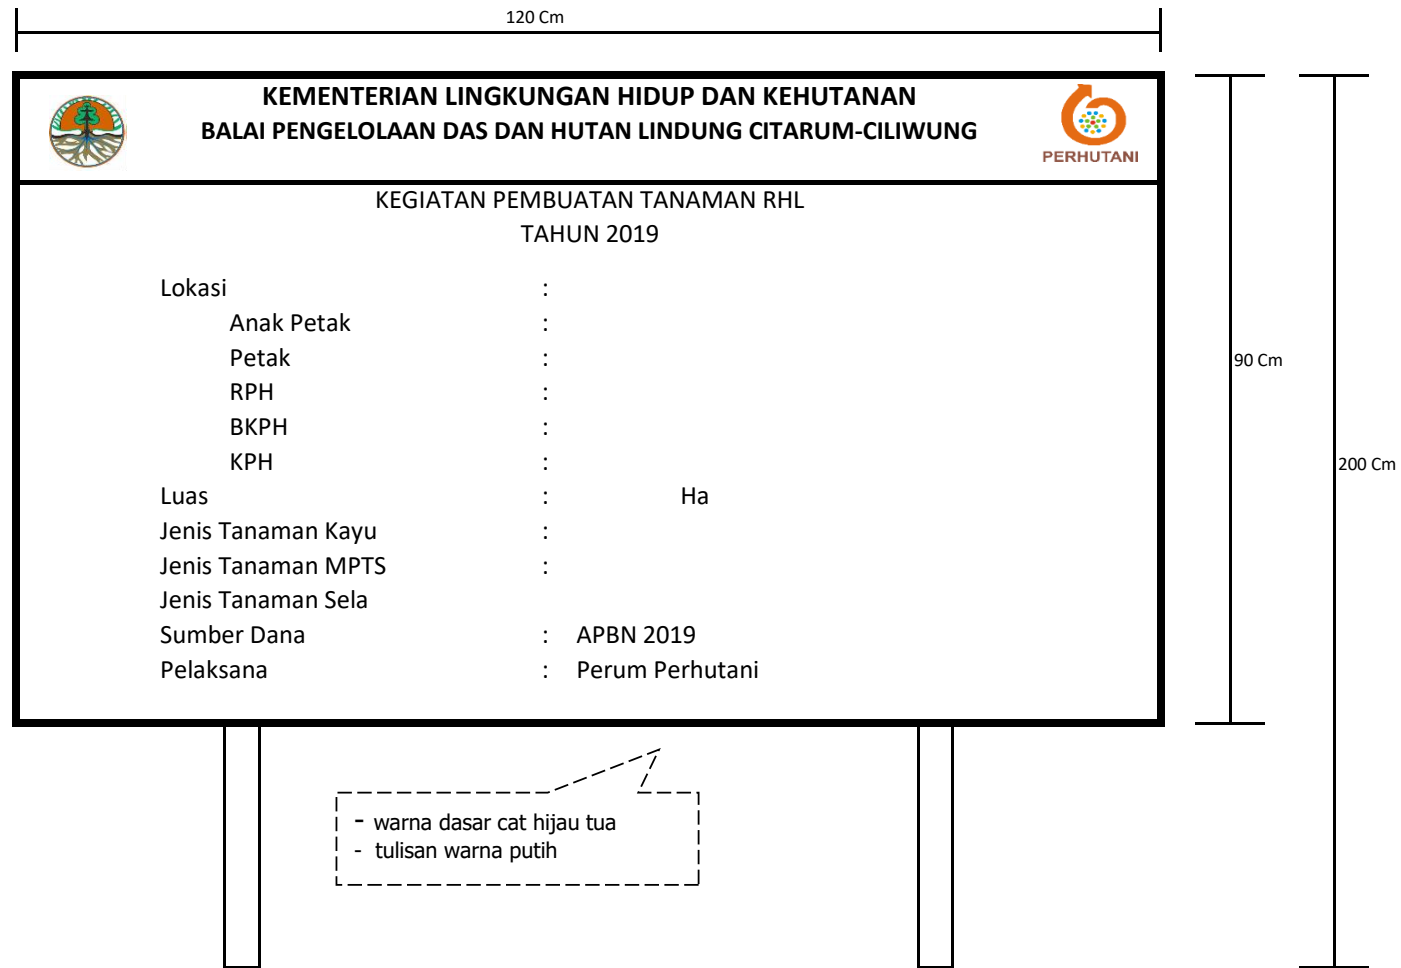 120 Cm
KEMENTERIAN LINGKUNGAN HIDUP DAN KEHUTANAN
BALAI PENGELOLAAN DAS DAN HUTAN LINDUNG CITARUM-CILIWUNG
PERHUTANI
KEGIATAN PEMBUATAN TANAMAN RHL
TAHUN 2019
Lokasi :
Anak Petak :
Petak :
RPH :
BKPH :
KPH :
Luas : Ha
Jenis Tanaman Kayu :
Jenis Tanaman MPTS :
Jenis Tanaman Sela
Sumber Dana : APBN 2019
Pelaksana : Perum Perhutani
90 Cm
200 Cm
- warna dasar cat hijau tua
- tulisan warna putih